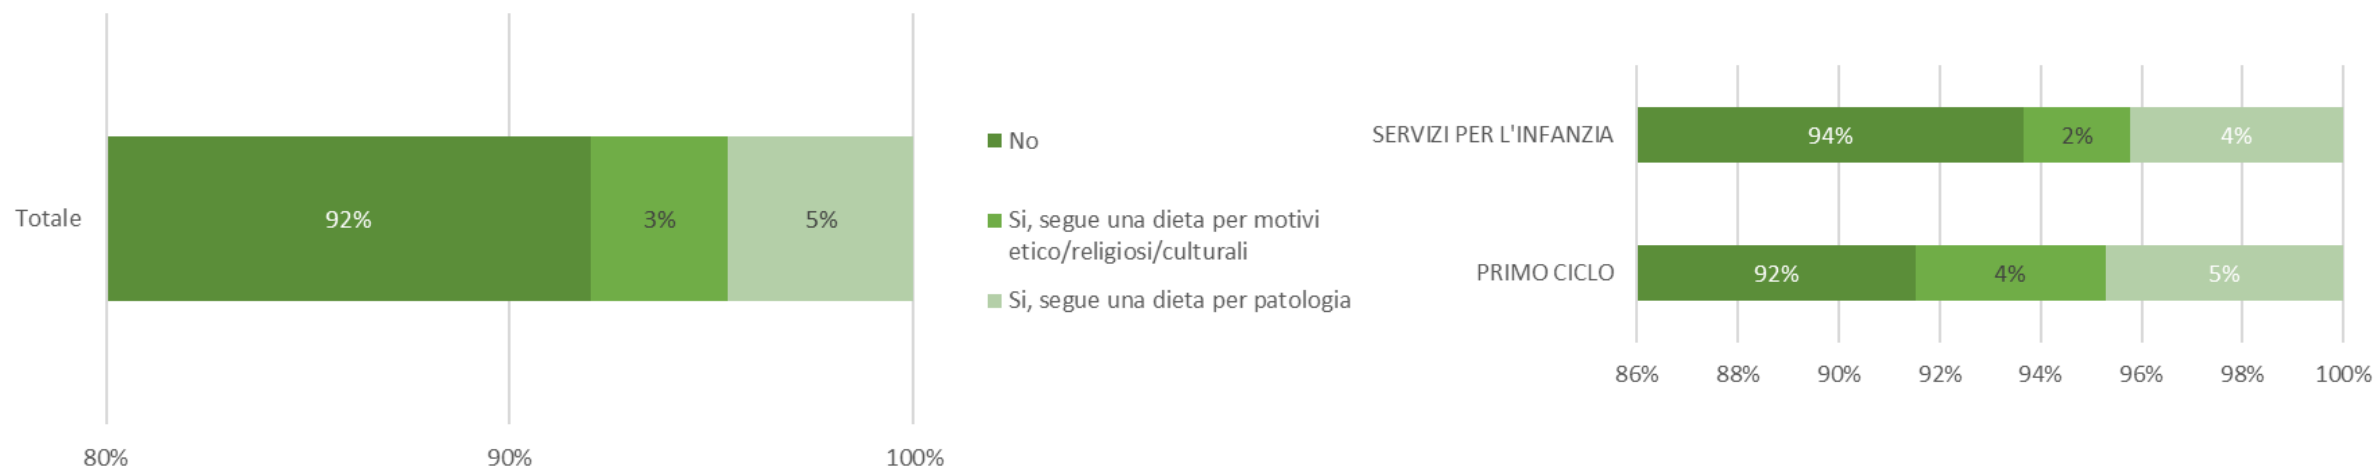 Totale
92%
3%
5%
80%
90%
100%
No
Si, segue una dieta per motivi
etico/religiosi/culturali
Si, segue una dieta per patologia
SERVIZI PER L'INFANZIA
94%
2%
4%
PRIMO CICLO
92%
4%
5%
86%
88%
90%
92%
94%
96%
98%
100%